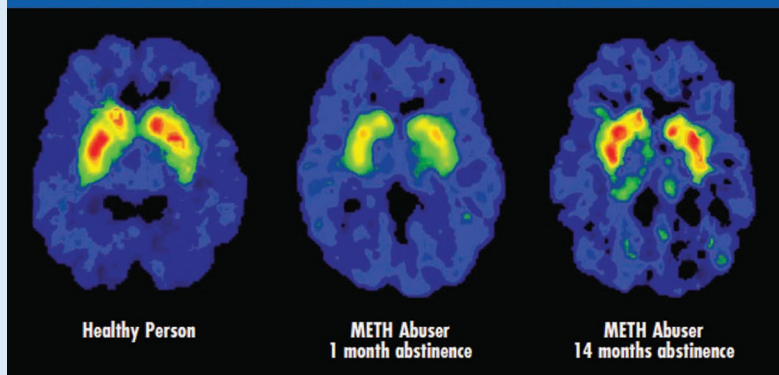 Healthy Person
METH Abuser
1 month abstinence
METH Abuser
14 months abstinence